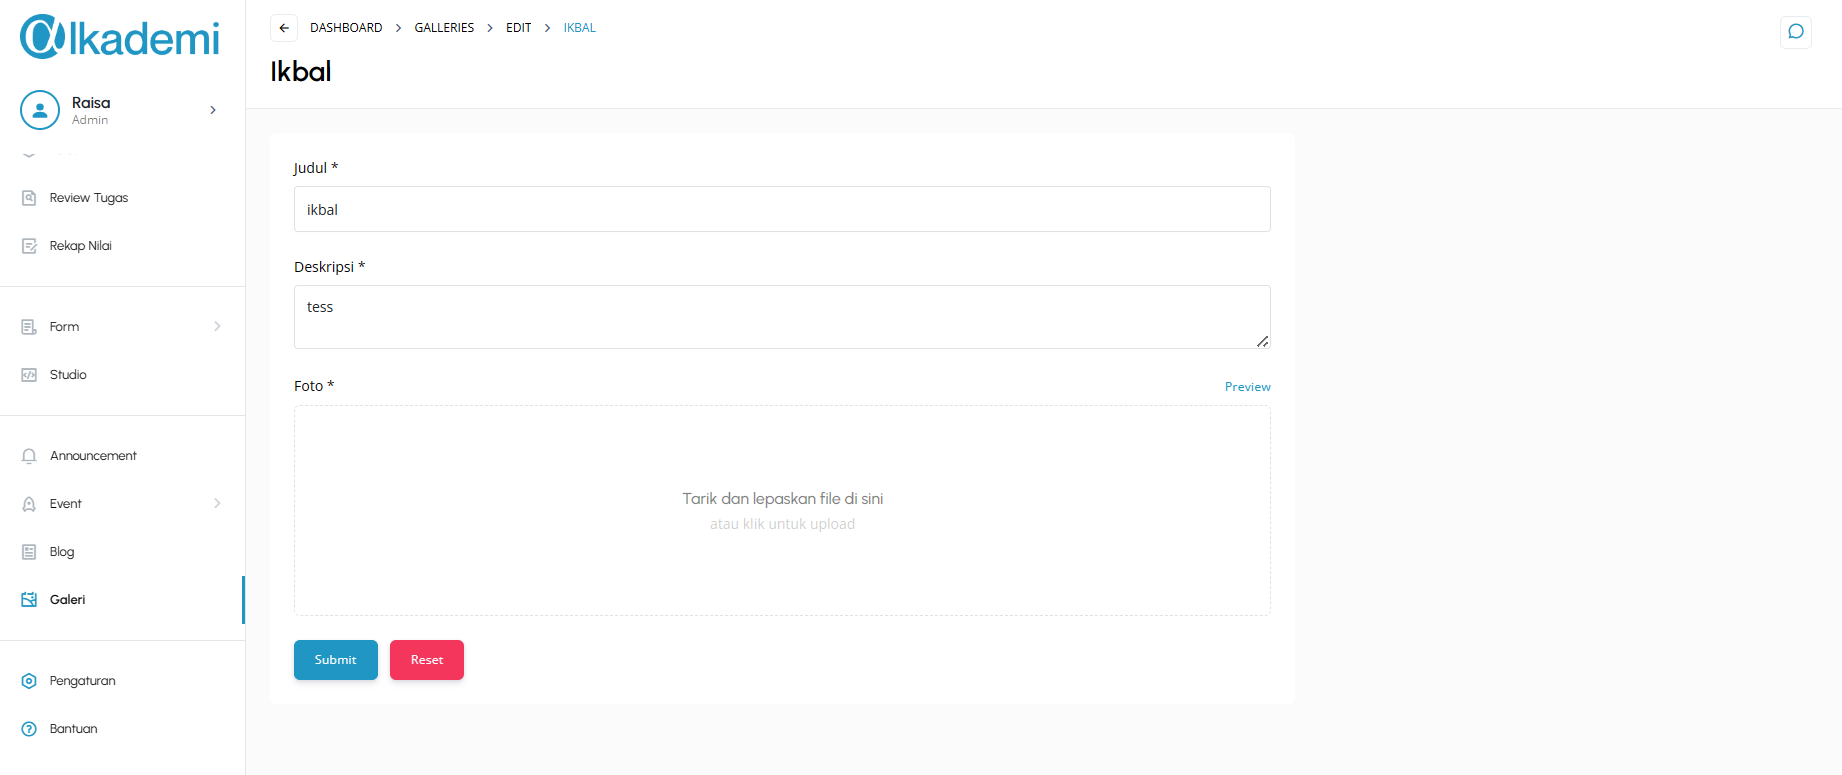 Alkademi
Raisa
Admin
Review Tugas
Rekap Nilai
Form
Studio
Announcement
Event
Blog
Galeri
Pengaturan
Bantuan
DASHBOARD > GALLERIES > EDIT > IKBAL
Ikbal
Judul *
ikbal
Deskripsi *
tess
Foto *
Preview
Tarik dan lepaskan file di sini
atau klik untuk upload
Submit
Reset